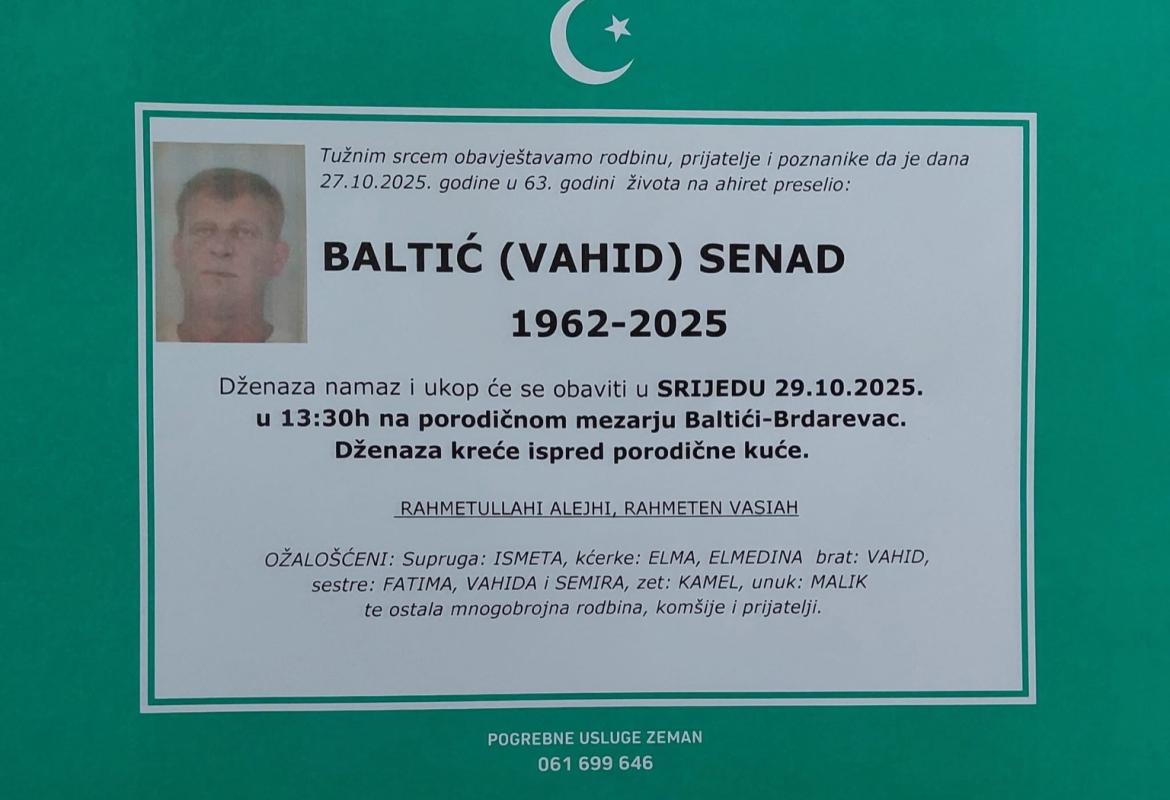 Tužnim srcem obavještavamo rodbinu, prijatelje i poznanike da je dana
27.10.2025. godine u 63. godini života na ahiret preselio:
BALTIĆ (VAHID) SENAD
1962-2025
Dženaza namaz i ukop će se obaviti u SRIJEDU 29.10.2025.
u 13:30h na porodičnom mezarju Baltići-Brdarevac.
Dženaza kreće ispred porodične kuće.
RAHMETULLAHI ALEJHI, RAHMETEN VASIAH
OŽALOŠĆENI: Supruga: ISMETA, kćerke: ELMA, ELMEDINA brat: VAHID,
sestre: FATIMA, VAHIDA i SEMIRA, zet: KAMEL, unuk: MALIK
te ostala mnogobrojna rodbina, komšije i prijatelji.
POGREBNE USLUGE ZEMAN
061 699 646